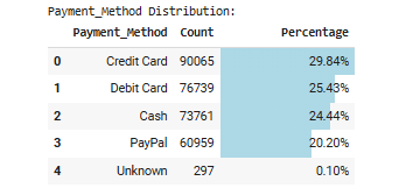 Payment_Method Distribution:
Payment_Method Count Percentage
0 Credit Card 90065 29.84%
1 Debit Card 76739 25.43%
2 Cash 73761 24.44%
3 PayPal 60959 20.20%
4 Unknown 297 0.10%